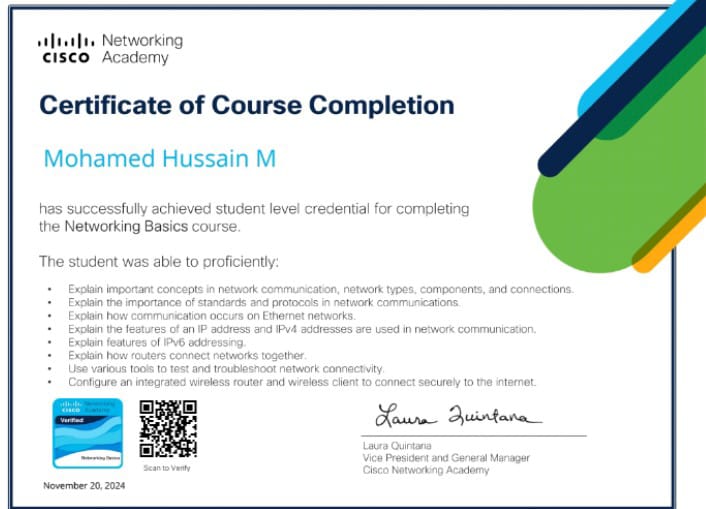 Networking
CISCO Academy
Certificate of Course Completion
Mohamed Hussain M
has successfully achieved student level credential for completing
the Networking Basics course.
The student was able to proficiently:
• Explain important concepts in network communication, network types, components, and connections.
• Explain the importance of standards and protocols in network communications.
• Explain how communication occurs on Ethernet networks.
• Explain the features of an IP address and IPv4 addresses are used in network communication.
• Explain features of IPv6 addressing.
• Explain how routers connect networks together.
• Use various tools to test and troubleshoot network connectivity.
• Configure an integrated wireless router and wireless client to connect securely to the internet.
Networking
CISCO Academy
Verified
Networking Basics
Scan to Verify
November 20, 2024
Laura Quintana
Laura Quintana
Vice President and General Manager
Cisco Networking Academy